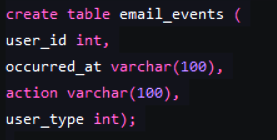 create table email_events (
user_id int,
occurred_at varchar(100),
action varchar(100),
user_type int);